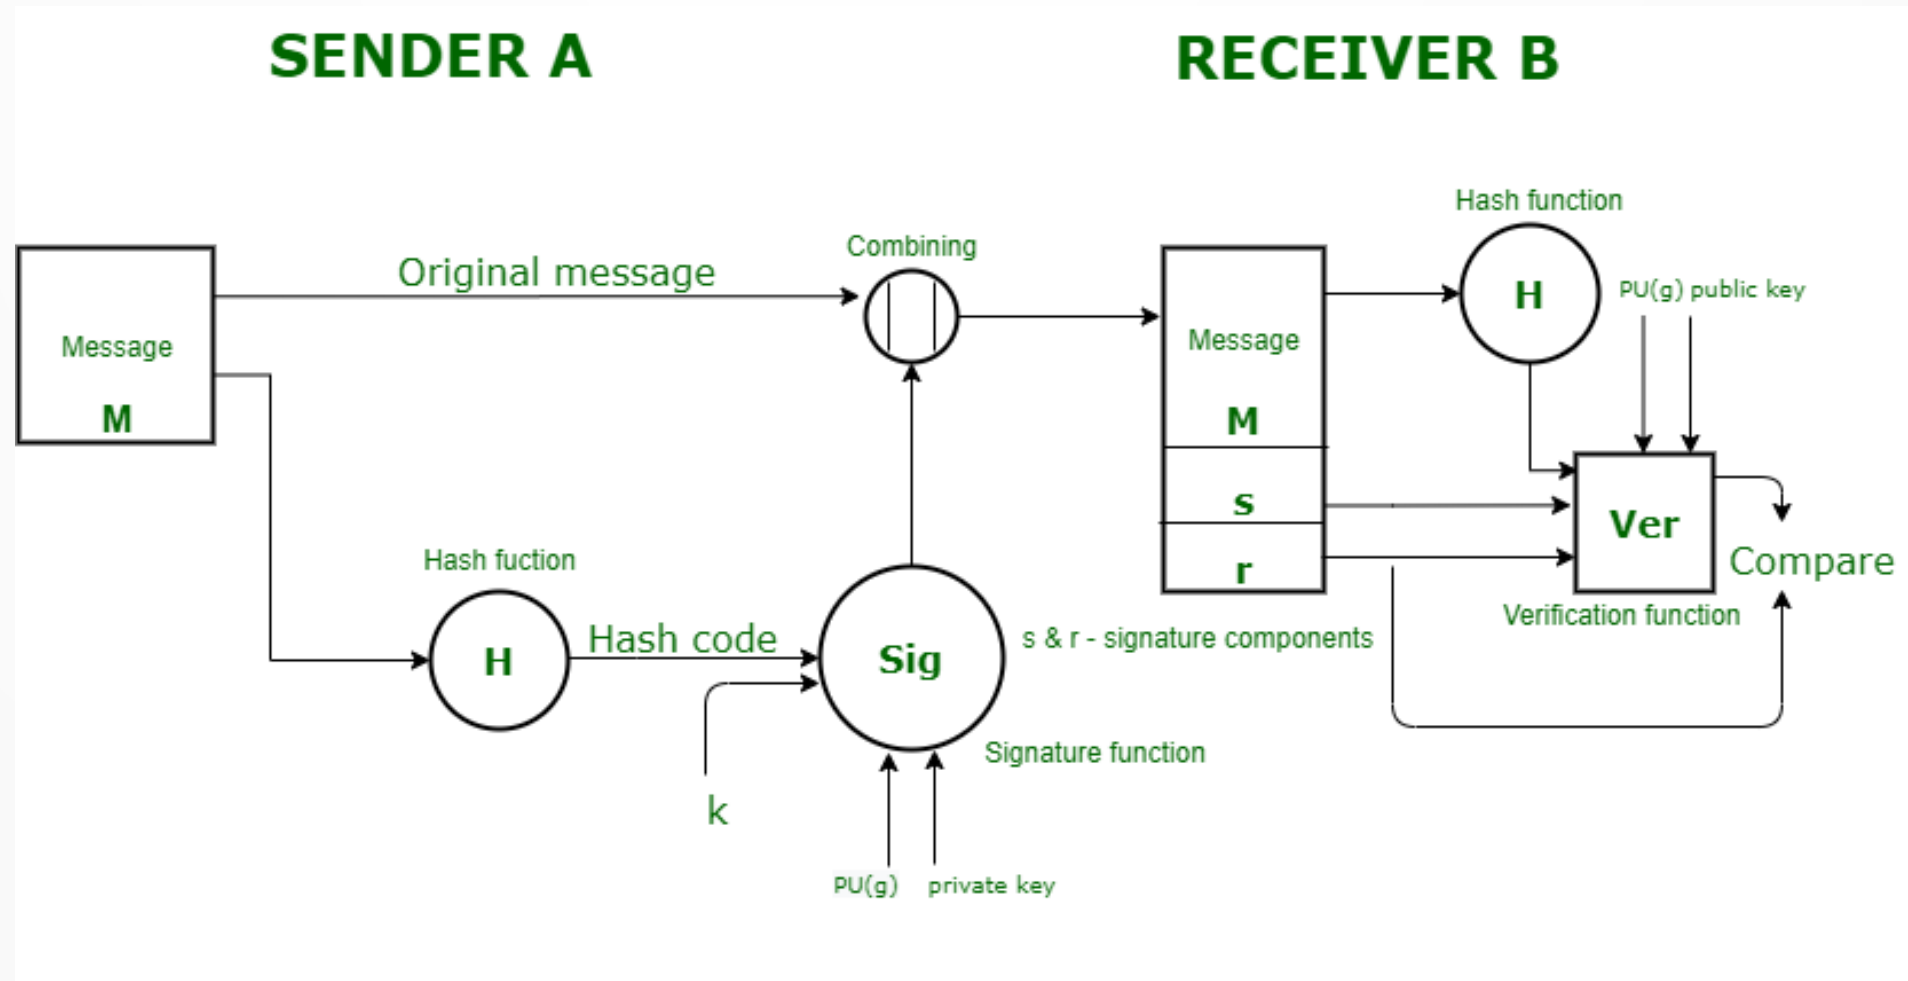 SENDER A
RECEIVER B
Hash function
Combining
Original message
H
PU(g) public key
Message
M
Message
M
s
r
Ver
Compare
Verification function
Hash fuction
H
Hash code
Sig
s & r - signature components
Signature function
k
PU(g)
private key